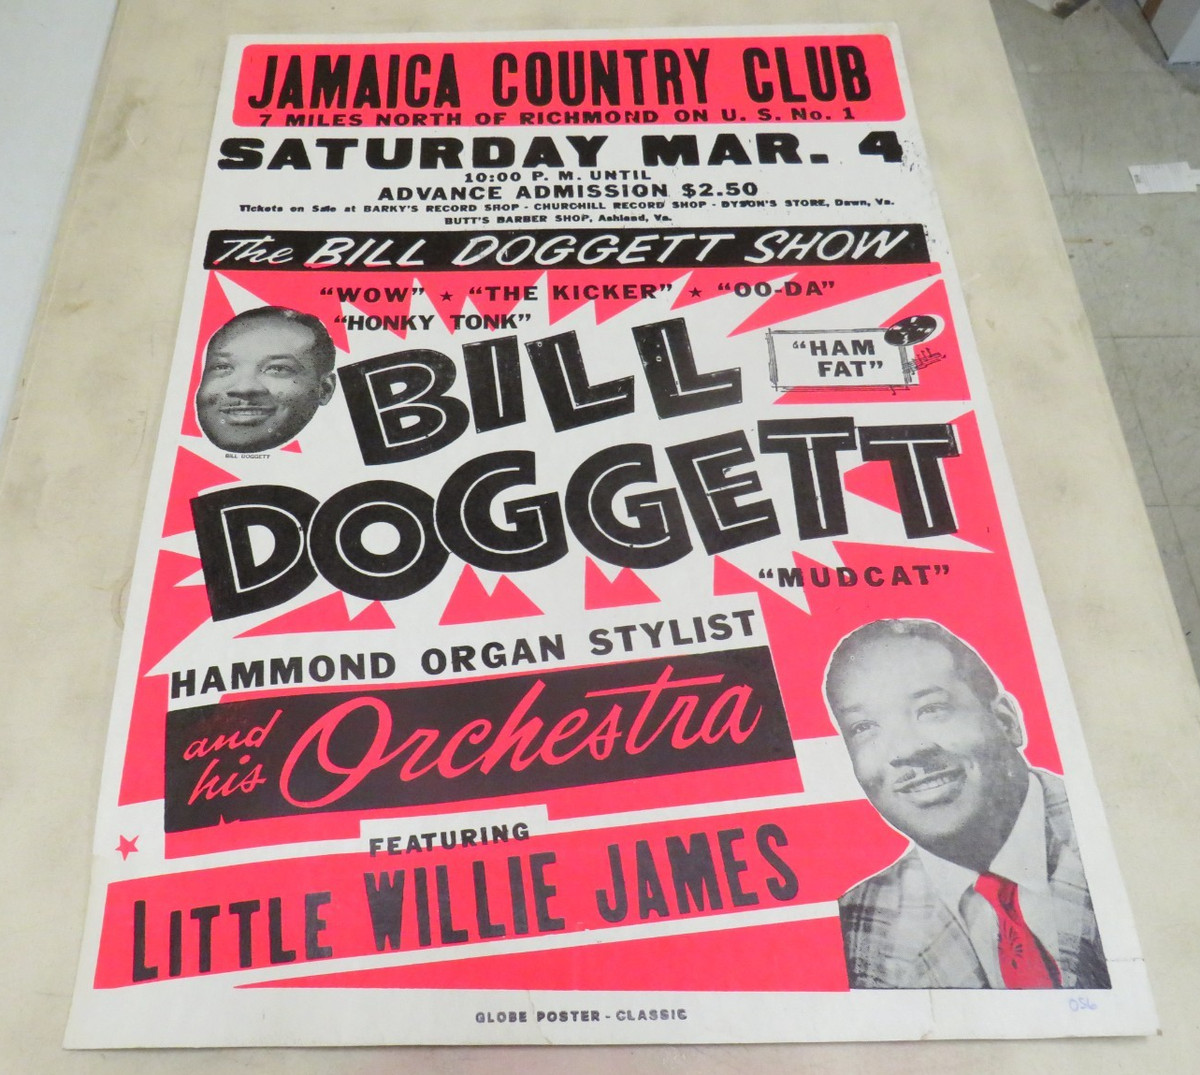 JAMAICA COUNTRY CLUB
7 MILES NORTH OF RICHMOND ON U. S. No. 1
SATURDAY MAR. 4
10:00 P. M. UNTIL
ADVANCE ADMISSION $2.50
Tickets on Sale at BARKY'S RECORD SHOP - CHURCHILL RECORD SHOP - DYSON'S STORE, Dawn, Va.
BUTT'S BARBER SHOP, Ashland, Va.
The BILL DOGGETT SHOW
"WOW" ★ "THE KICKER" ★ "OO-DA"
"HONKY TONK"
"HAM
FAT"
BILL
BILL DOGGETT
DOGGETT
"MUDCAT"
HAMMOND ORGAN STYLIST
and
his Orchestra
FEATURING
LITTLE WILLIE JAMES
GLOBE POSTER - CLASSIC
056